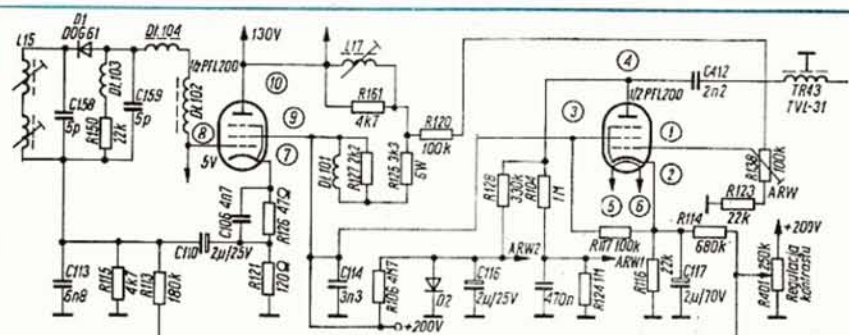 L15
D1
DOG61
DŁ104
DŁ103
C158
5p
C159
5p
R150
22k
DŁ102
1/2PFL200
130V
10
9
8
7
5V
L17
R161
4k7
R120
100k
DŁ101
R127 2k2
R125 3k3
6W
C106 4n7
R126 47Ω
R121
120Ω
C110
2μ/25V
C113
6n8
R115
4k7
R113
180k
C114
3n3
R106 4M7
+200V
D2
C116
2μ/25V
ARW2
R128
330k
R104
1M
470n
R124 1M
ARW1
4
1/2PFL200
3
1
2
5
6
C412
2n2
TR43
TVL-31
R138
100k
ARW
R123
22k
R114
680k
R117 100k
R116
22k
C117
2μ/70V
+200V
R401 250k
Regulacja
kontrastu